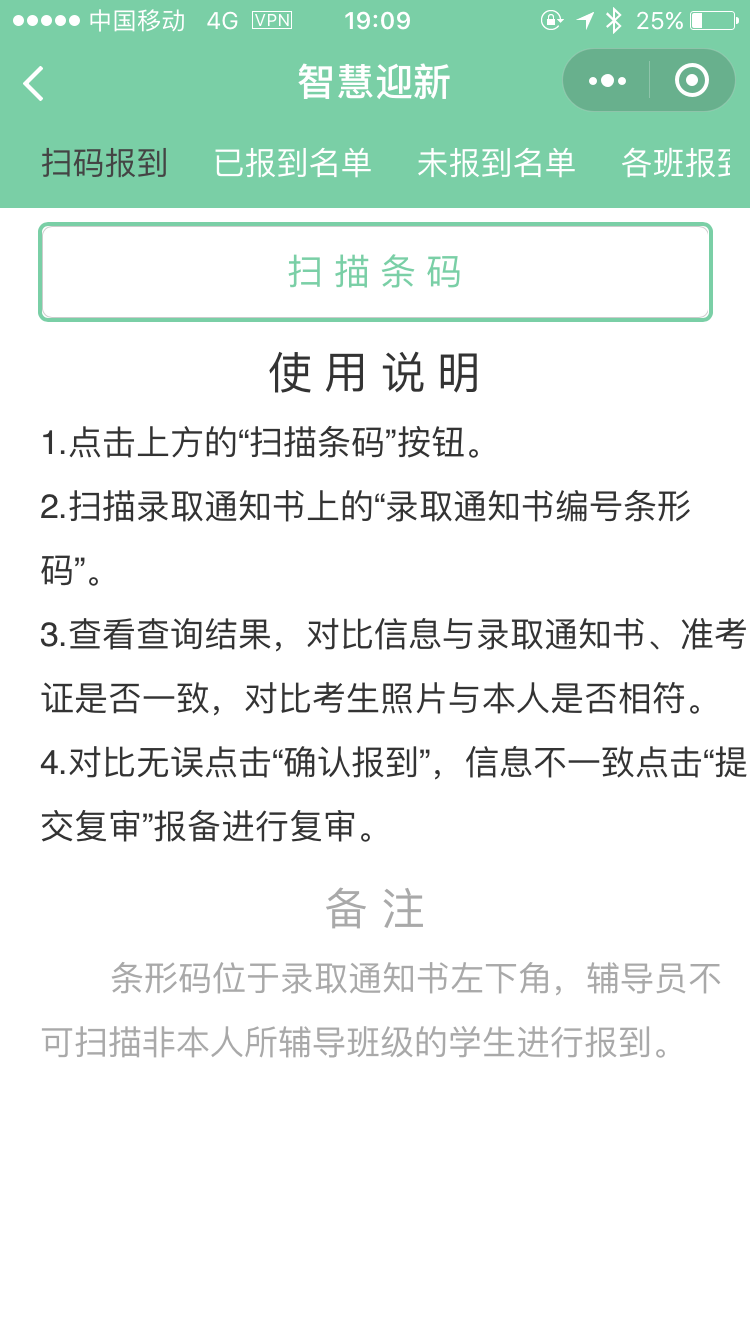 中国移动 4G VPN 19:09 25%
智慧迎新
扫码报到 已报到名单 未报到名单 各班报到
扫描条码
使用说明
1.点击上方的“扫描条码”按钮。
2.扫描录取通知书上的“录取通知书编号条形
码”。
3.查看查询结果，对比信息与录取通知书、准考
证是否一致，对比考生照片与本人是否相符。
4.对比无误点击“确认报到”，信息不一致点击“提
交复审”报备进行复审。
备注
条形码位于录取通知书左下角，辅导员不
可扫描非本人所辅导班级的学生进行报到。